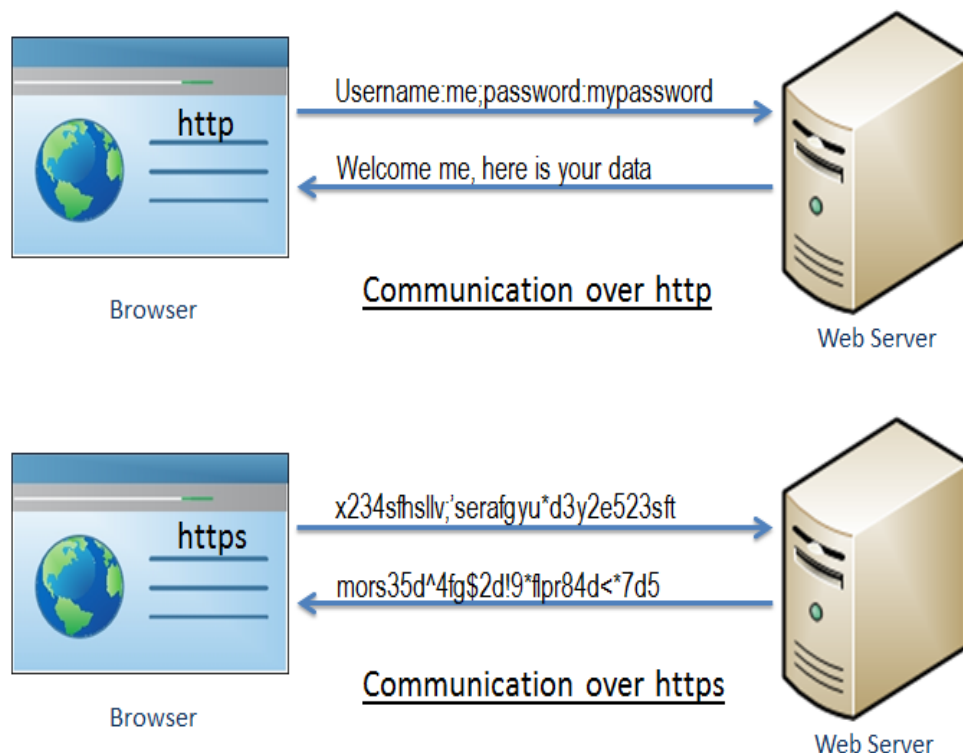 http
Username:me;password:mypassword
Welcome me, here is your data
Communication over http
Browser
Web Server
https
x234sfhsllv;’serafgyu*d3y2e523sft
mors35d^4fg$2d!9*flpr84d<*7d5
Communication over https
Browser
Web Server